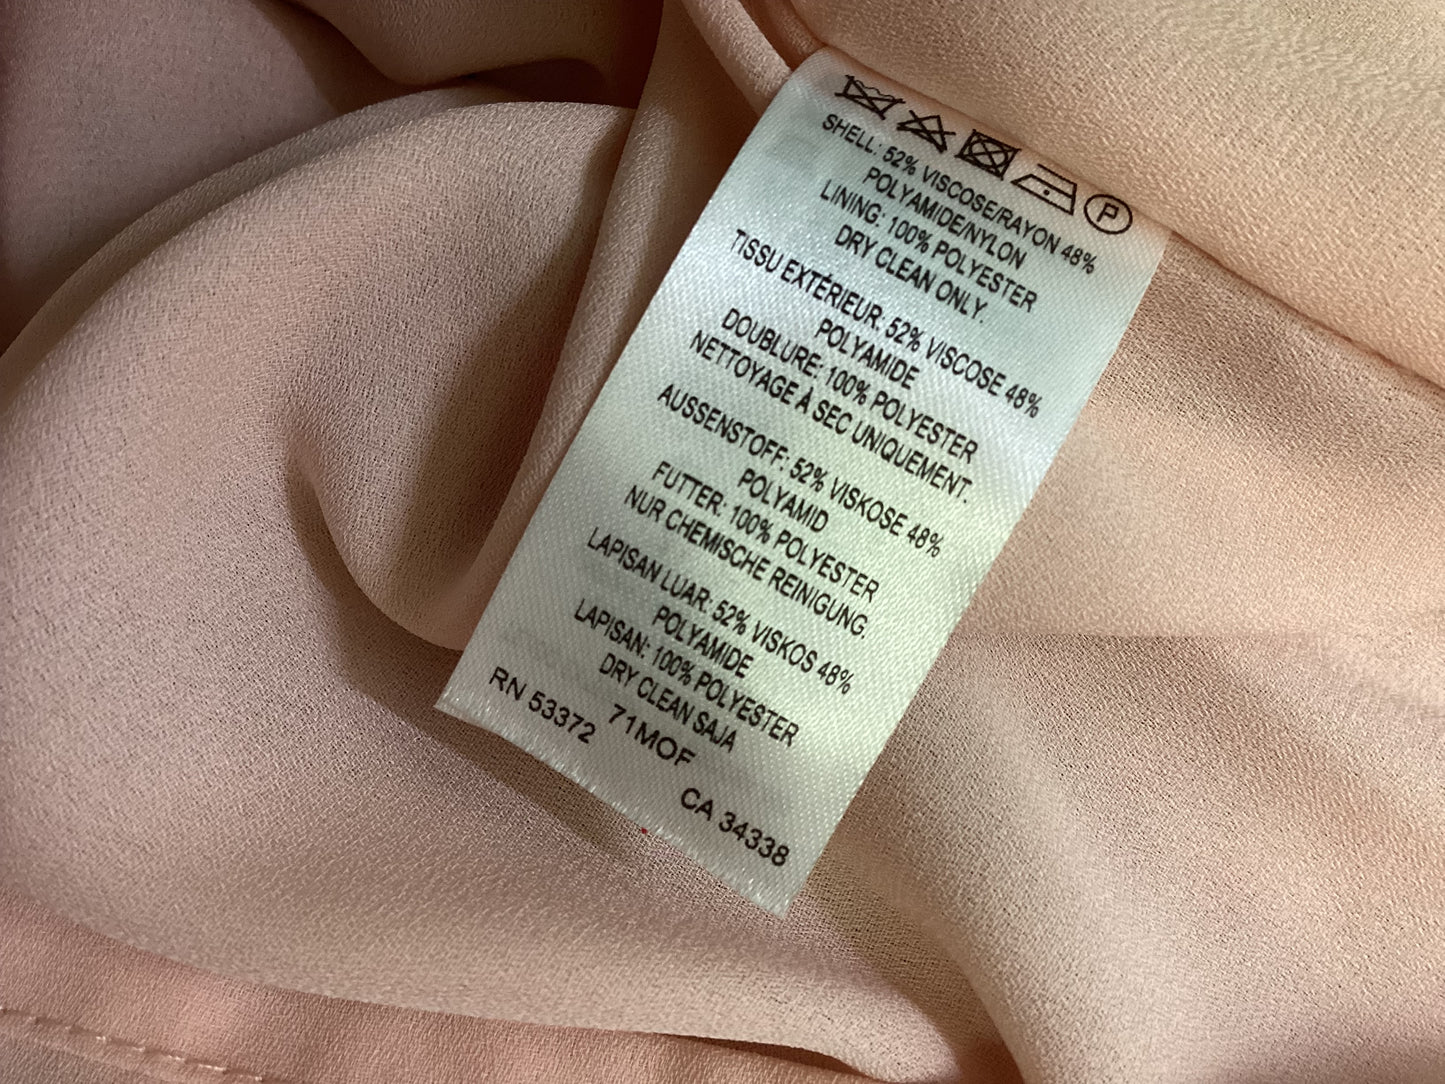 P
SHELL: 52% VISCOSE/RAYON 48%
POLYAMIDE/NYLON
LINING: 100% POLYESTER
DRY CLEAN ONLY.
TISSU EXTÉRIEUR: 52% VISCOSE 48%
POLYAMIDE
DOUBLURE: 100% POLYESTER
NETTOYAGE À SEC UNIQUEMENT.
AUSSENSTOFF: 52% VISKOSE 48%
POLYAMID
FUTTER: 100% POLYESTER
NUR CHEMISCHE REINIGUNG.
LAPISAN LUAR: 52% VISKOS 48%
POLYAMIDE
LAPISAN: 100% POLYESTER
DRY CLEAN SAJA
71MOF
RN 53372 CA 34338